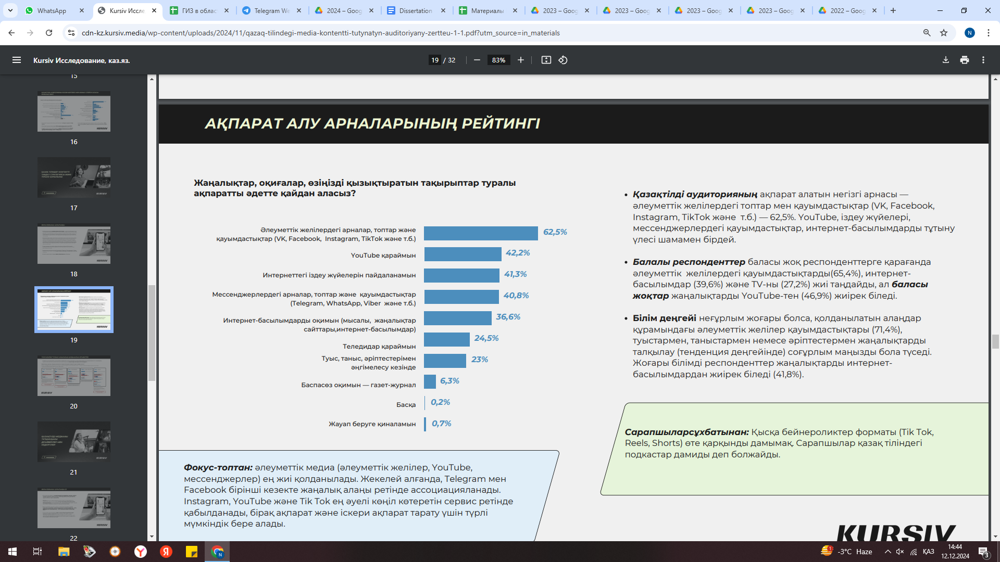 WhatsApp
Kursiv Иссле
ГИЗ в облас
Telegram We
2024 – Goog
Dissertation
Материалы
2023 – Goog
2023 – Goog
2023 – Goog
2023 – Goog
2022 – Goog
cdn-kz.kursiv.media/wp-content/uploads/2024/11/qazaq-tilindegi-media-kontentti-tutynatyn-auditoriyany-zertteu-1-1.pdf?utm_source=in_materials
N
Kursiv Исследование, каз.яз.
19 / 32
83%
15
16
17
18
19
20
21
22
АҚПАРАТ АЛУ АРНАЛАРЫНЫҢ РЕЙТИНГІ
Жаңалықтар, оқиғалар, өзіңізді қызықтыратын тақырыптар туралы
ақпаратты әдетте қайдан аласыз?
Әлеуметтік желілердегі арналар, топтар және
қауымдастықтар (VK, Facebook, Instagram, TikTok және т.б.)
62,5%
YouTube қараймын
42,2%
Интернеттегі іздеу жүйелерін пайдаланамын
41,3%
Мессенджерлердегі арналар, топтар және қауымдастықтар
(Telegram, WhatsApp, Viber және т.б.)
40,8%
Интернет-басылымдарды оқимын (мысалы, жаңалықтар
сайттары,интернет-басылымдар)
36,6%
Теледидар қараймын
24,5%
Туыс, таныс, әріптестерімен
әңгімелесу кезінде
23%
Баспасөз оқимын — газет-журнал
6,3%
Басқа
0,2%
Жауап беруге қиналамын
0,7%
Фокус-топтан: әлеуметтік медиа (әлеуметтік желілер, YouTube,
мессенджерлер) ең жиі қолданылады. Жекелей алғанда, Telegram мен
Facebook бірінші кезекте жаңалық алаңы ретінде ассоциацияланады.
Instagram, YouTube және Tik Tok ең әуелі көңіл көтеретін сервис ретінде
қабылданады, бірақ ақпарат және іскери ақпарат тарату үшін түрлі
мүмкіндік бере алады.
• Қазақтілді аудиторияның ақпарат алатын негізгі арнасы —
әлеуметтік желілердегі топтар мен қауымдастықтар (VK, Facebook,
Instagram, TikTok және т.б.) — 62,5%. YouTube, іздеу жүйелері,
мессенджерлердегі қауымдастықтар, интернет-басылымдарды тұтыну
үлесі шамамен бірдей.
• Балалы респонденттер баласы жоқ респонденттерге қарағанда
әлеуметтік желілердегі қауымдастықтарды(65,4%), интернет-
басылымдар (39,6%) және TV-ны (27,2%) жиі таңдайды, ал баласы
жоқтар жаңалықтарды YouTube-тен (46,9%) жиірек біледі.
• Білім деңгейі неғұрлым жоғары болса, қолданылатын алаңдар
құрамындағы әлеуметтік желілер қауымдастықтары (71,4%),
туыстармен, таныстармен немесе әріптестермен жаңалықтарды
талқылау (тенденция деңгейінде) соғұрлым маңызды бола түседі.
Жоғары білімді респонденттер жаңалықтарды интернет-
басылымдардан жиірек біледі (41,8%).
Сарапшыларсұхбатынан: Қысқа бейнероликтер форматы (Tik Tok,
Reels, Shorts) өте қарқынды дамымақ. Сарапшылар қазақ тіліндегі
подкастар дамиды деп болжайды.
KURSIV
-3°C Haze
ҚАЗ
14:44
12.12.2024
3